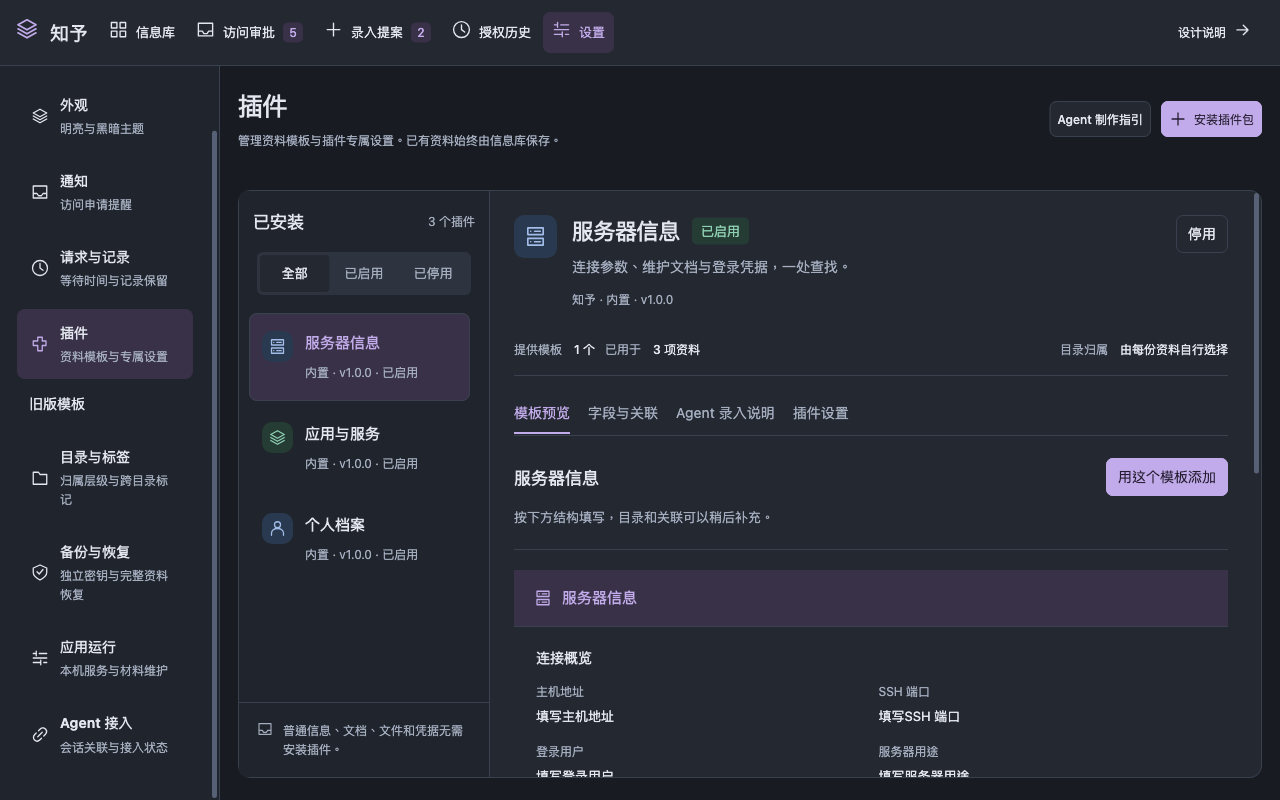 知予
信息库
访问审批 5
录入提案 2
授权历史
设置
设计说明
外观
明亮与黑暗主题
通知
访问申请提醒
请求与记录
等待时间与记录保留
插件
资料模板与专属设置
旧版模板
目录与标签
归属层级与跨目录标
记
备份与恢复
独立密钥与完整资料
恢复
应用运行
本机服务与材料维护
Agent 接入
会话关联与接入状态
插件
管理资料模板与插件专属设置。已有资料始终由信息库保存。
Agent 制作指引
安装插件包
已安装
3 个插件
全部
已启用
已停用
服务器信息
内置 · v1.0.0 · 已启用
应用与服务
内置 · v1.0.0 · 已启用
个人档案
内置 · v1.0.0 · 已启用
普通信息、文档、文件和凭据无需
安装插件。
服务器信息
已启用
停用
连接参数、维护文档与登录凭据，一处查找。
知予 · 内置 · v1.0.0
提供模板 1 个 已用于 3 项资料
目录归属 由每份资料自行选择
模板预览
字段与关联
Agent 录入说明
插件设置
服务器信息
用这个模板添加
按下方结构填写，目录和关联可以稍后补充。
服务器信息
连接概览
主机地址
填写主机地址
SSH 端口
填写SSH 端口
登录用户
填写登录用户
服务器用途
填写服务器用途